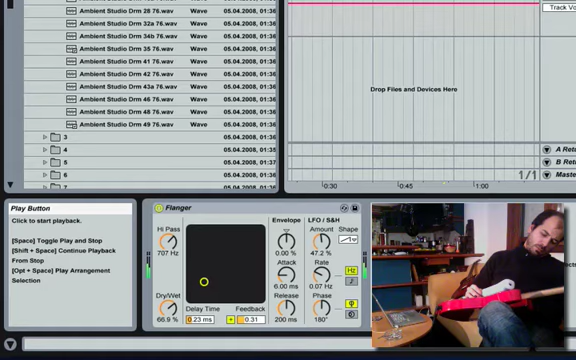 Ambient Studio Drm 28 76.wav Wave 05.04.2008, 01:36
Ambient Studio Drm 32a 76.wav Wave 05.04.2008, 01:36
Ambient Studio Drm 34b 76.wav Wave 05.04.2008, 01:36
Ambient Studio Drm 35 76.wav Wave 05.04.2008, 01:36
Ambient Studio Drm 41 76.wav Wave 05.04.2008, 01:36
Ambient Studio Drm 42 76.wav Wave 05.04.2008, 01:36
Ambient Studio Drm 43a 76.wav Wave 05.04.2008, 01:36
Ambient Studio Drm 46 76.wav Wave 05.04.2008, 01:36
Ambient Studio Drm 48 76.wav Wave 05.04.2008, 01:36
Ambient Studio Drm 49 76.wav Wave 05.04.2008, 01:36
3 05.04.2008, 01:36
4 05.04.2008, 01:35
5 05.04.2008, 01:37
6 05.04.2008, 01:36
7
Track Vo
Drop Files and Devices Here
A Ret
B Ret
1/1 Maste
0:30 0:45 1:00
Play Button
Click to start playback.
[Space] Toggle Play and Stop
[Shift + Space] Continue Playback
From Stop
[Opt + Space] Play Arrangement
Selection
Flanger
Hi Pass
707 Hz
Dry/Wet
66.9 %
Delay Time Feedback
0.23 ms + 0.31
Envelope
0.00 %
Attack
6.00 ms
Release
200 ms
LFO / S&H
Amount Shape
47.2 %
Rate Hz
0.07 Hz
Phase
180°